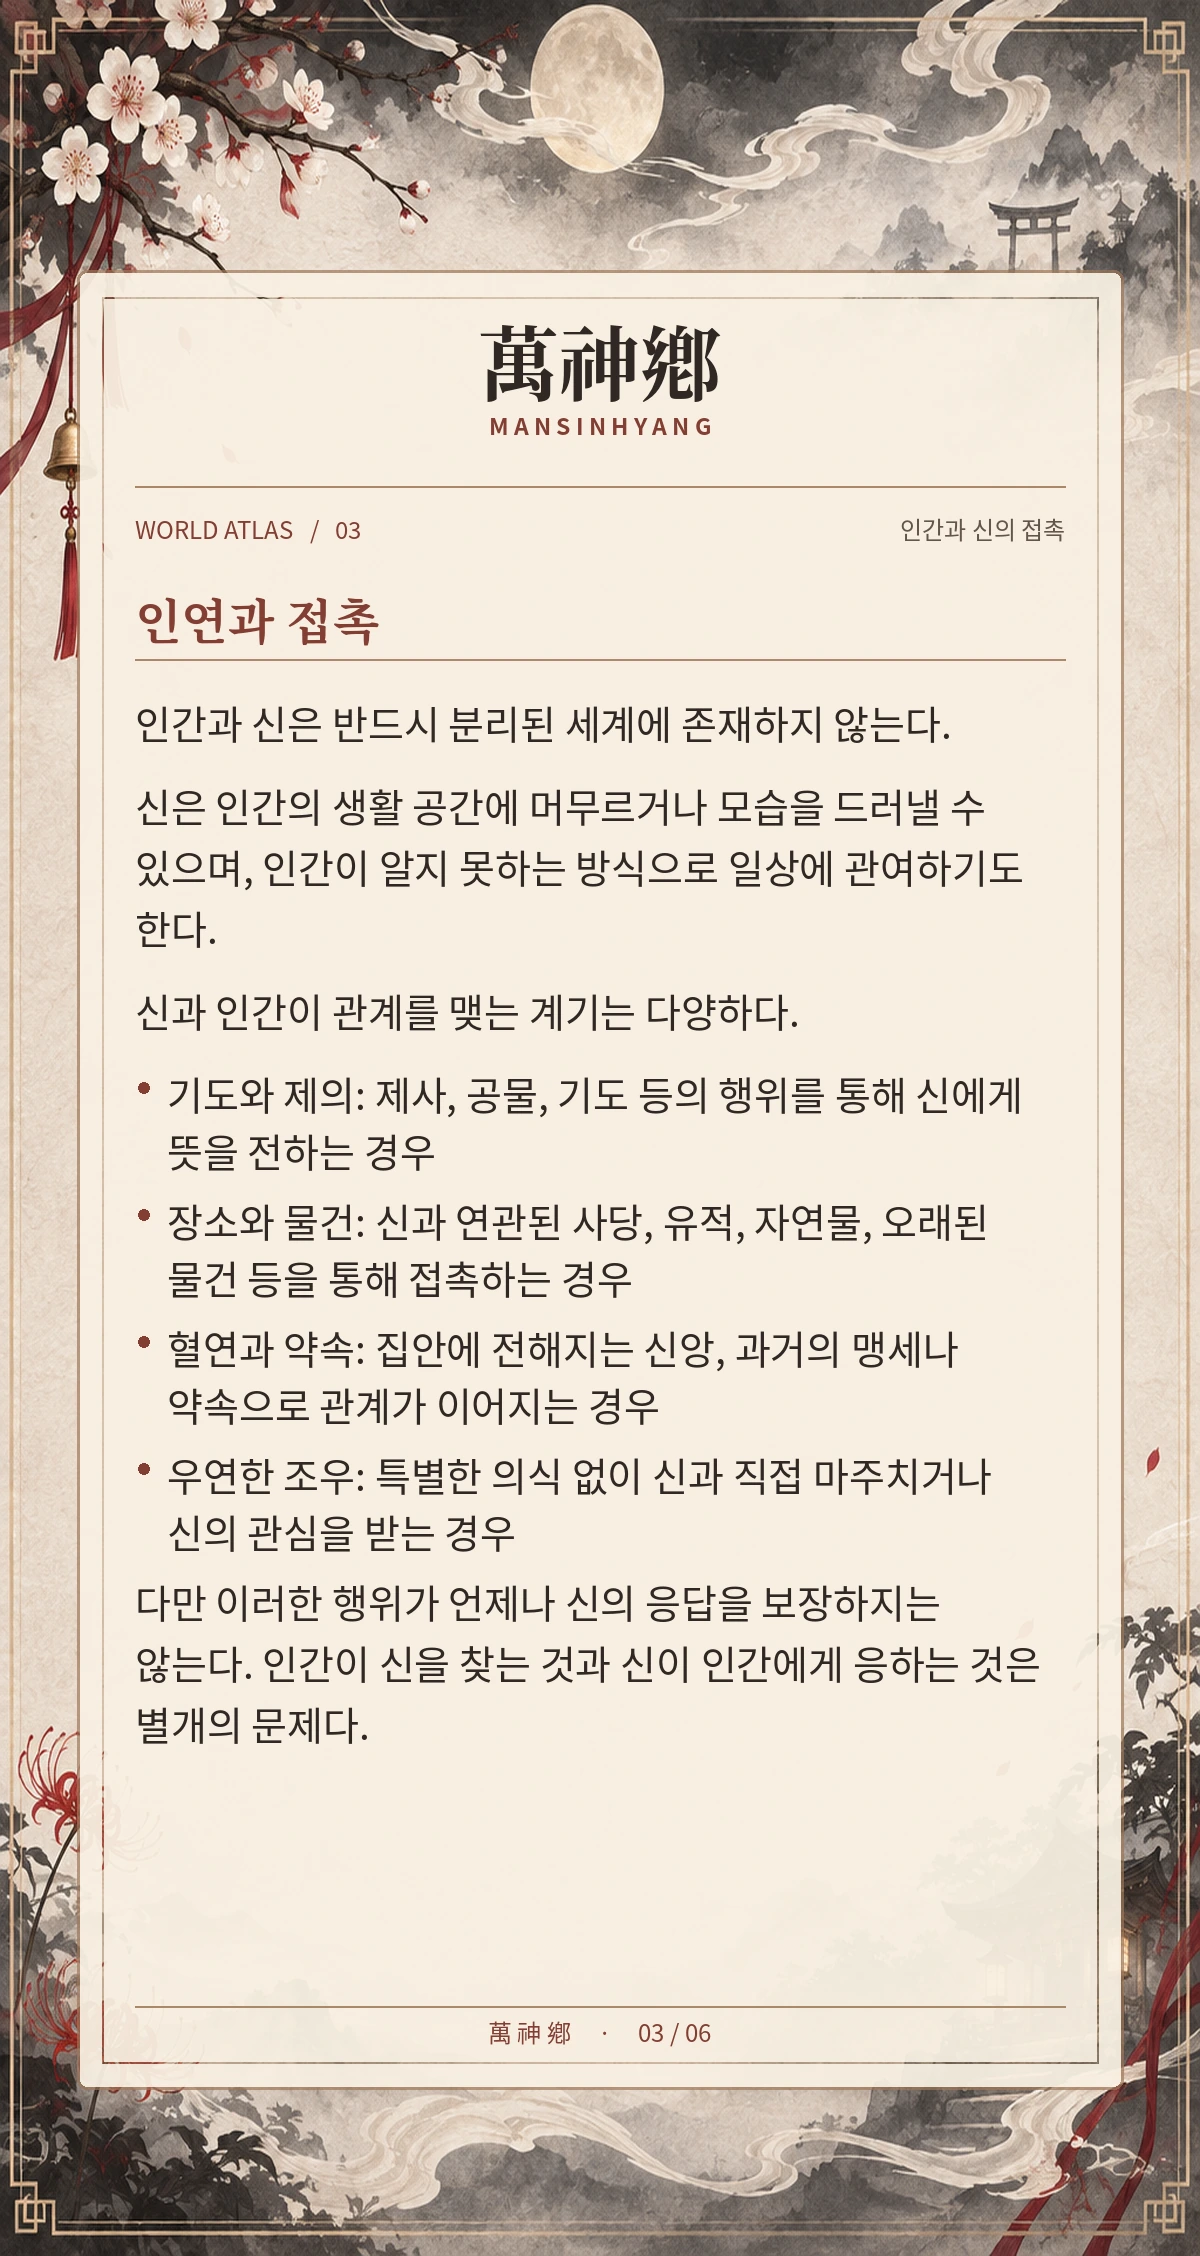 萬神鄕
MANSINHYANG
WORLD ATLAS / 03
인간과 신의 접촉
인연과 접촉
인간과 신은 반드시 분리된 세계에 존재하지 않는다.
신은 인간의 생활 공간에 머무르거나 모습을 드러낼 수
있으며, 인간이 알지 못하는 방식으로 일상에 관여하기도
한다.
신과 인간이 관계를 맺는 계기는 다양하다.
• 기도와 제의: 제사, 공물, 기도 등의 행위를 통해 신에게
뜻을 전하는 경우
• 장소와 물건: 신과 연관된 사당, 유적, 자연물, 오래된
물건 등을 통해 접촉하는 경우
• 혈연과 약속: 집안에 전해지는 신앙, 과거의 맹세나
약속으로 관계가 이어지는 경우
• 우연한 조우: 특별한 의식 없이 신과 직접 마주치거나
신의 관심을 받는 경우
다만 이러한 행위가 언제나 신의 응답을 보장하지는
않는다. 인간이 신을 찾는 것과 신이 인간에게 응하는 것은
별개의 문제다.
萬神鄕 · 03 / 06